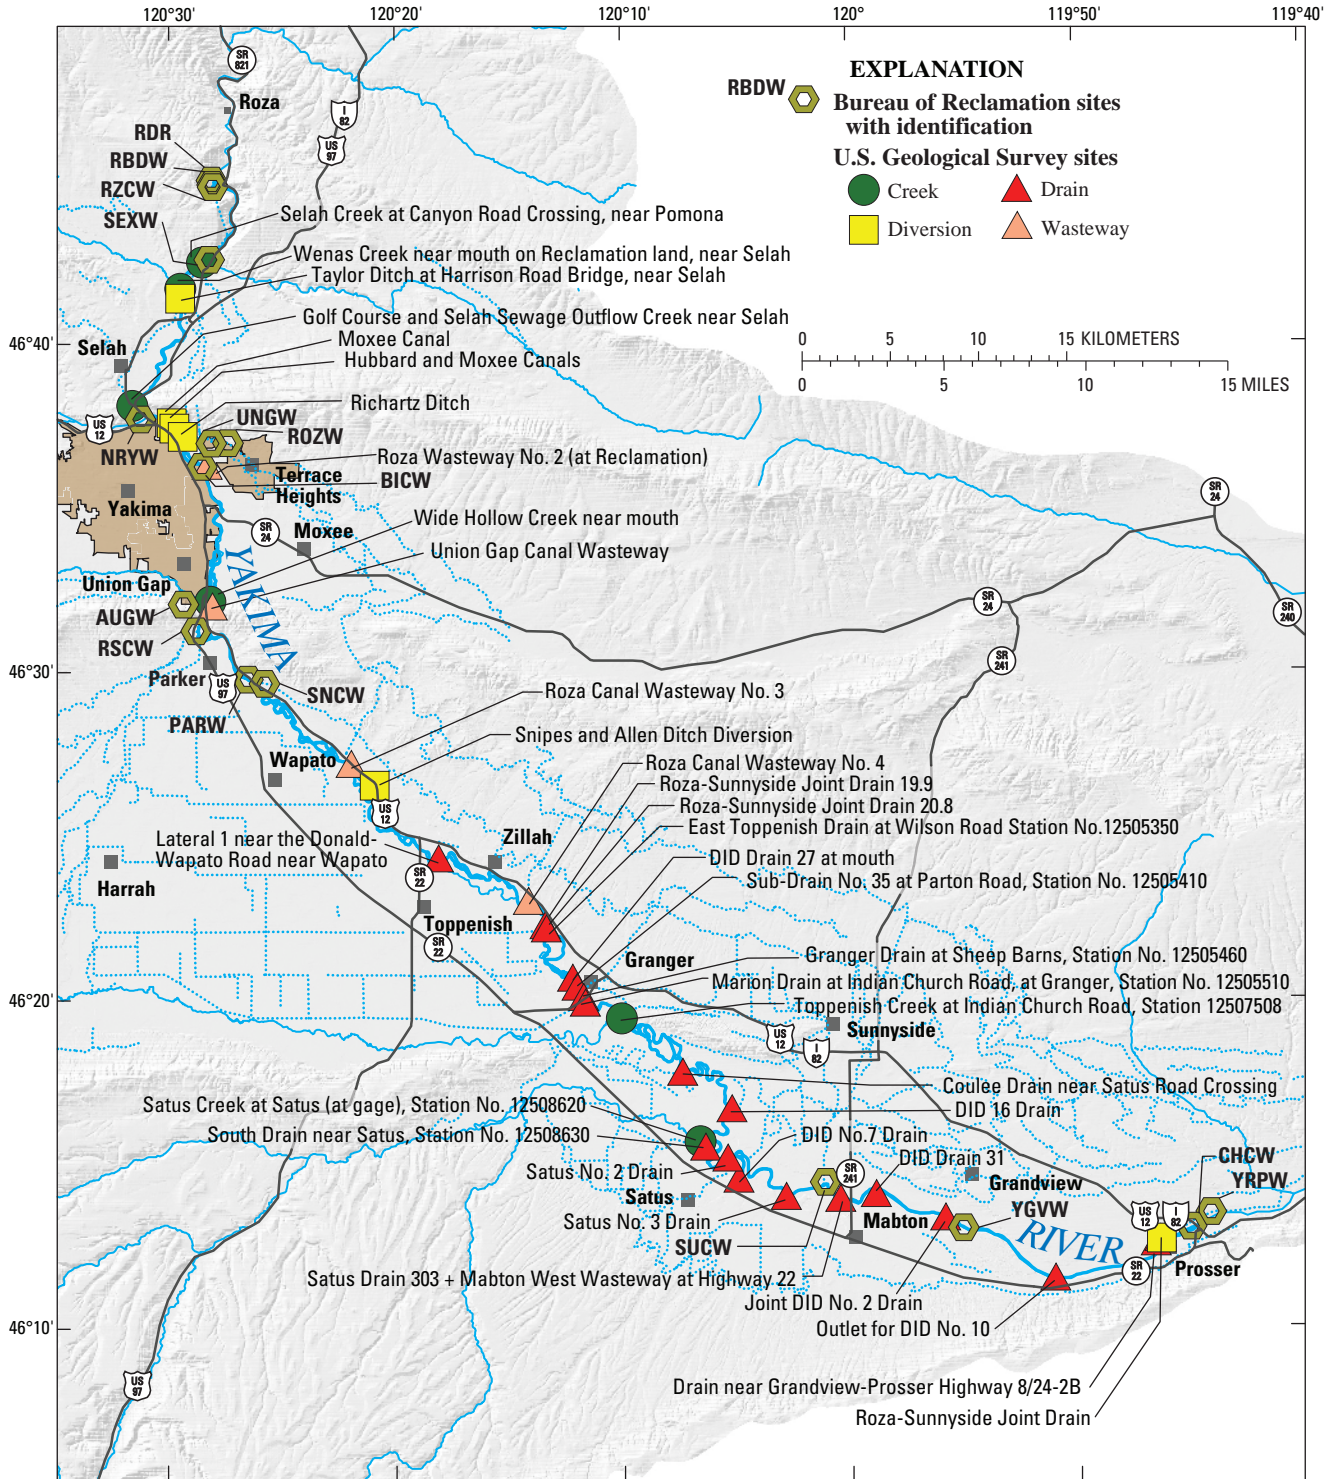 120°30'
120°20'
120°10'
120°
119°50'
119°40'
SR
821
Roza
I
82
US
97
RBDW
EXPLANATION
Bureau of Reclamation sites
with identification
U.S. Geological Survey sites
Creek
Drain
Diversion
Wasteway
RDR
RBDW
RZCW
SEXW
Selah Creek at Canyon Road Crossing, near Pomona
Wenas Creek near mouth on Reclamation land, near Selah
Taylor Ditch at Harrison Road Bridge, near Selah
Golf Course and Selah Sewage Outflow Creek near Selah
Moxee Canal
Hubbard and Moxee Canals
0 5 10 15 KILOMETERS
0 5 10 15 MILES
46°40'
Selah
Richartz Ditch
US
12
UNGW
ROZW
NRYW
Roza Wasteway No. 2 (at Reclamation)
BICW
Terrace
Heights
Yakima
SR
24
Moxee
Wide Hollow Creek near mouth
Union Gap Canal Wasteway
SR
24
SR
24
SR
240
SR
241
Union Gap
YAKIMA
AUGW
RSCW
46°30'
Parker
US
97
SNCW
PARW
Roza Canal Wasteway No. 3
Snipes and Allen Ditch Diversion
Wapato
Roza Canal Wasteway No. 4
Roza-Sunnyside Joint Drain 19.9
Roza-Sunnyside Joint Drain 20.8
East Toppenish Drain at Wilson Road Station No.12505350
US
12
Zillah
Lateral 1 near the Donald-
Wapato Road near Wapato
DID Drain 27 at mouth
Sub-Drain No. 35 at Parton Road, Station No. 12505410
Harrah
SR
22
Toppenish
SR
22
Granger
Granger Drain at Sheep Barns, Station No. 12505460
Marion Drain at Indian Church Road, at Granger, Station No. 12505510
Toppenish Creek at Indian Church Road, Station 12507508
46°20'
Sunnyside
US
12
I
82
Coulee Drain near Satus Road Crossing
DID 16 Drain
Satus Creek at Satus (at gage), Station No. 12508620
South Drain near Satus, Station No. 12508630
DID No.7 Drain
DID Drain 31
Satus No. 2 Drain
SR
241
Grandview
CHCW
YRPW
Satus
Satus No. 3 Drain
Mabton
YGVW
SUCW
RIVER
US
12
I
82
SR
22
Prosser
Satus Drain 303 + Mabton West Wasteway at Highway 22
Joint DID No. 2 Drain
Outlet for DID No. 10
46°10'
US
97
Drain near Grandview-Prosser Highway 8/24-2B
Roza-Sunnyside Joint Drain